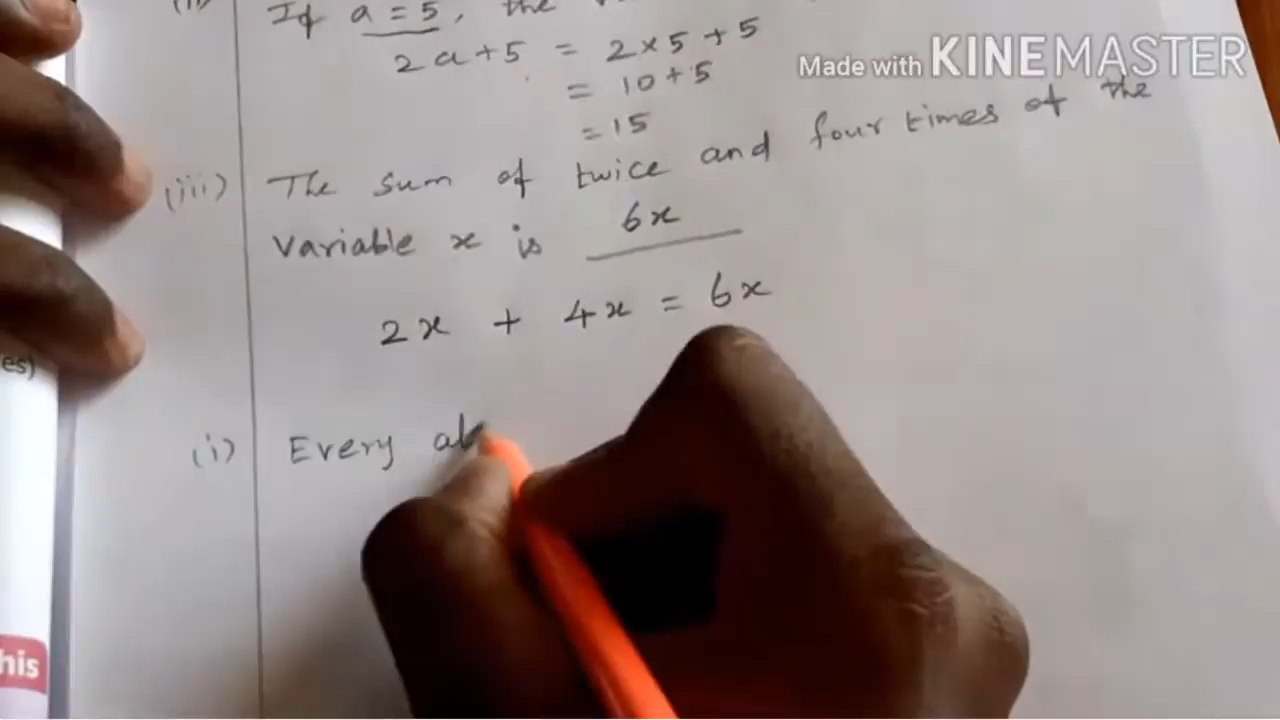 If a = 5, the
2a+5 = 2×5+5
= 10+5
=15
(iii) The sum of twice and four times of the
variable x is 6x
2x + 4x = 6x
(i) Every
es)
his
Made with KINEMASTER